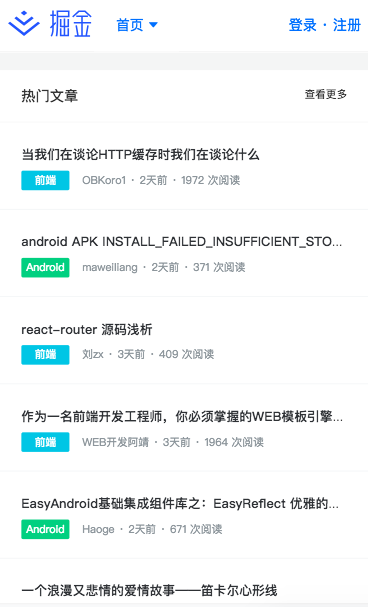 掘金 首页 登录 · 注册
热门文章 查看更多
当我们在谈论HTTP缓存时我们在谈论什么
前端 OBKoro1 · 2天前 · 1972 次阅读
android APK INSTALL_FAILED_INSUFFICIENT_STO...
Android maweiliang · 2天前 · 371 次阅读
react-router 源码浅析
前端 刘zx · 3天前 · 409 次阅读
作为一名前端开发工程师，你必须掌握的WEB模板引擎...
前端 WEB开发阿靖 · 3天前 · 1964 次阅读
EasyAndroid基础集成组件库之：EasyReflect 优雅的...
Android Haoge · 2天前 · 671 次阅读
一个浪漫又悲情的爱情故事——笛卡尔心形线